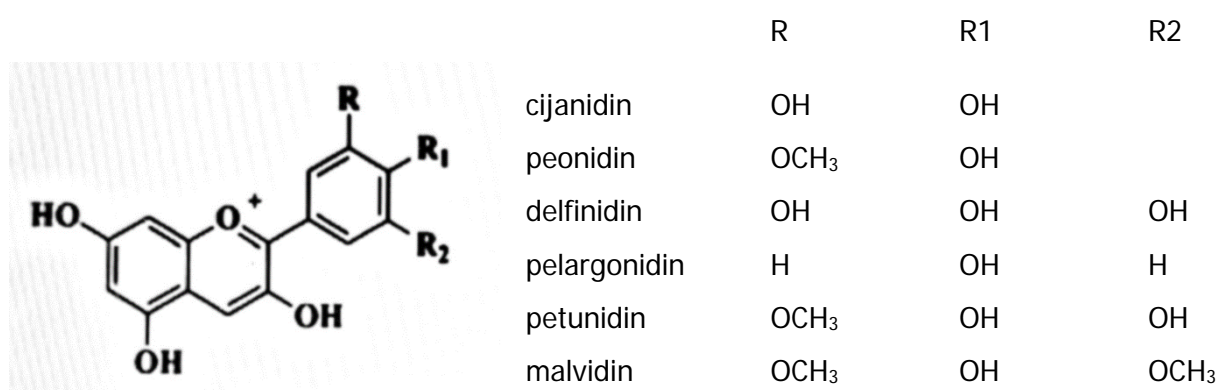 R R1 R2
cijanidin OH OH
peonidin OCH₃ OH
delfinidin OH OH OH
pelargonidin H OH H
petunidin OCH₃ OH OH
malvidin OCH₃ OH OCH₃
R
R₁
HO
O +
R₂
OH
OH